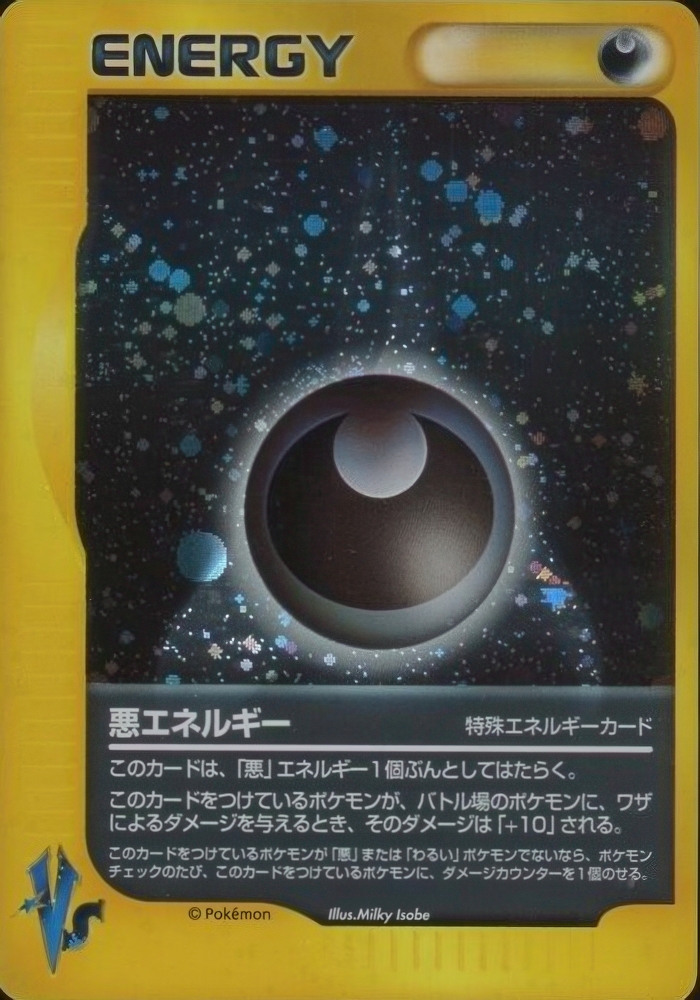 ENERGY
悪エネルギー
特殊エネルギーカード
このカードは、「悪」エネルギー1個ぶんとしてはたらく。
このカードをつけているポケモンが、バトル場のポケモンに、ワザ
によるダメージを与えるとき、そのダメージは「+10」される。
このカードをつけているポケモンが「悪」または「わるい」ポケモンでないなら、ポケモン
チェックのたび、このカードをつけているポケモンに、ダメージカウンターを1個のせる。
VS
© Pokémon
Illus.Milky Isobe